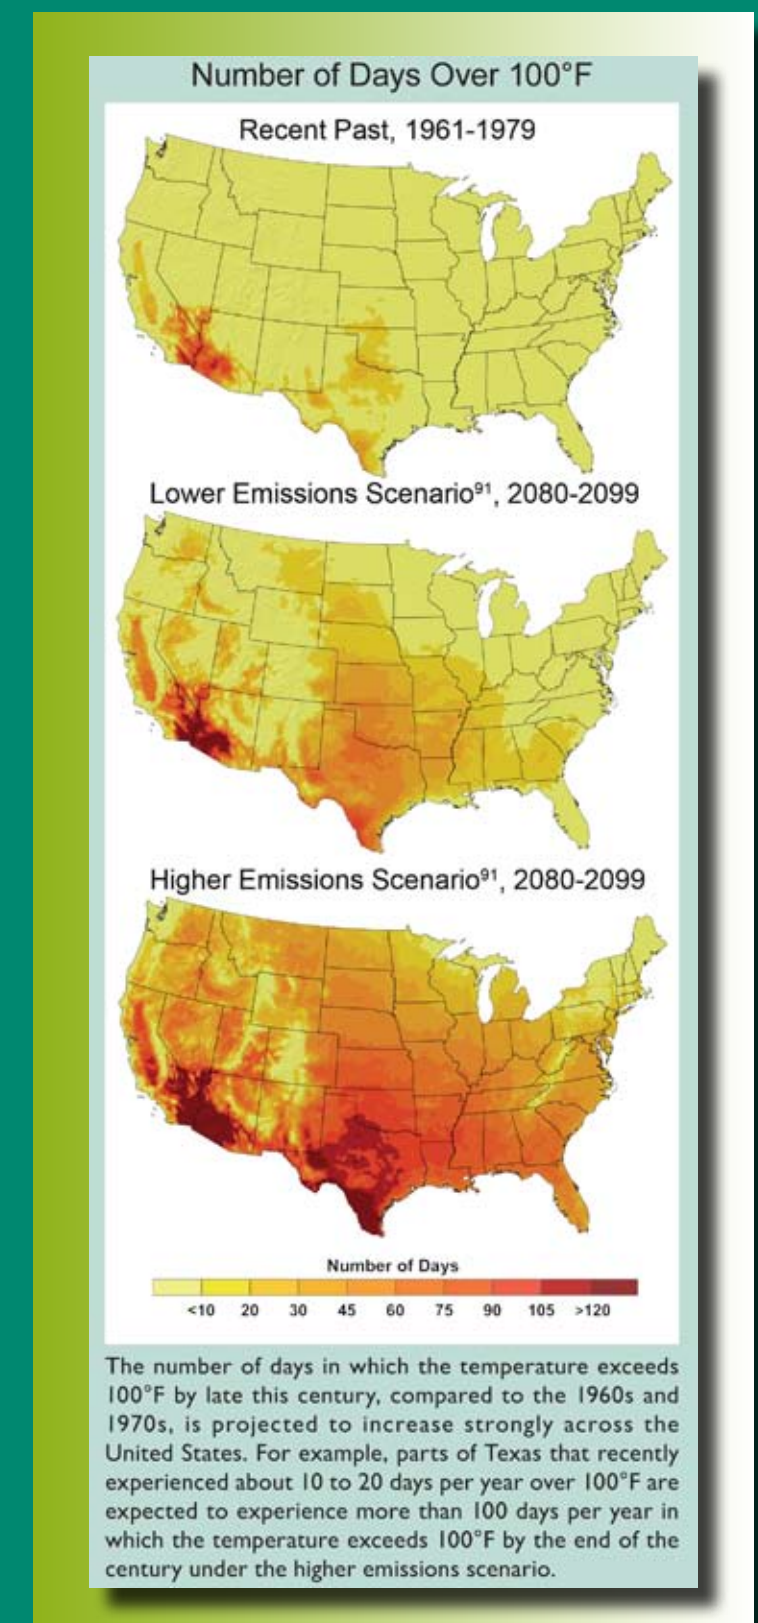 Number of Days Over 100°F
Recent Past, 1961-1979
Lower Emissions Scenario⁹¹, 2080-2099
Higher Emissions Scenario⁹¹, 2080-2099
Number of Days
<10 20 30 45 60 75 90 105 >120
The number of days in which the temperature exceeds
100°F by late this century, compared to the 1960s and
1970s, is projected to increase strongly across the
United States. For example, parts of Texas that recently
experienced about 10 to 20 days per year over 100°F are
expected to experience more than 100 days per year in
which the temperature exceeds 100°F by the end of the
century under the higher emissions scenario.